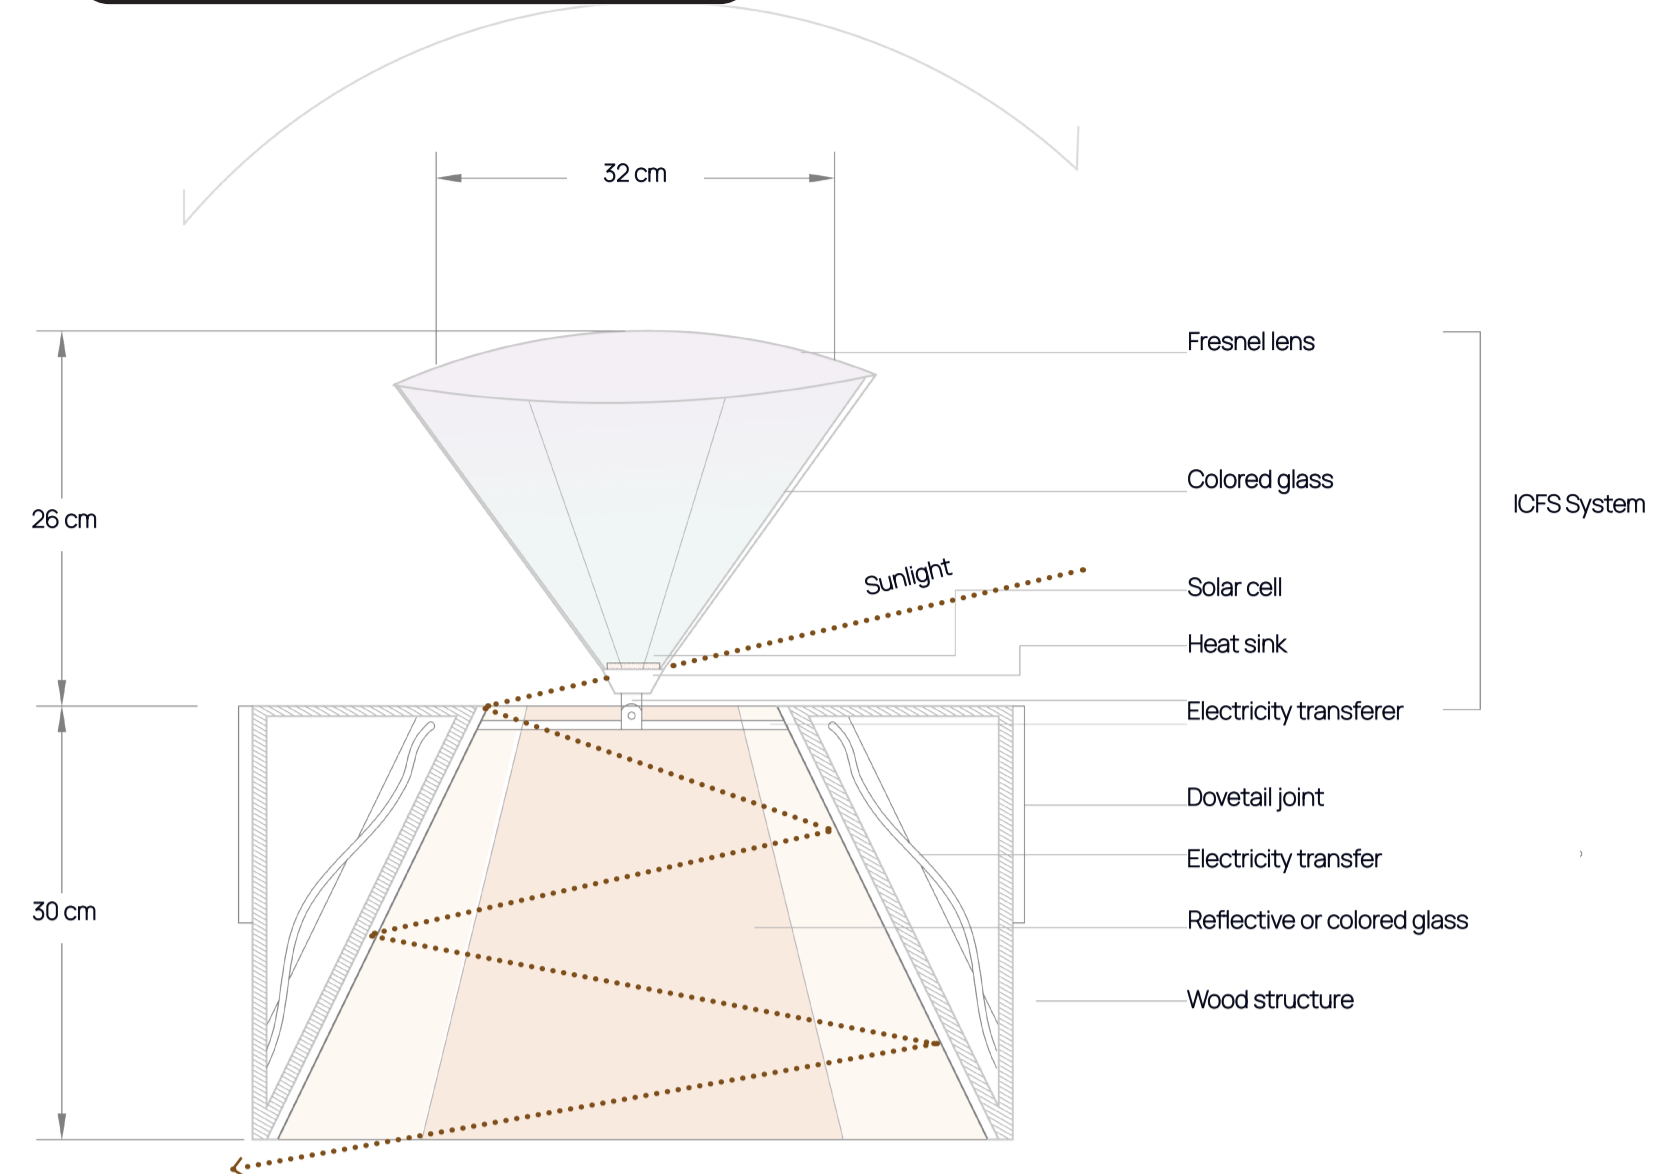 32 cm
Fresnel lens
Colored glass
ICFS System
26 cm
Sunlight
Solar cell
Heat sink
Electricity transferer
Dovetail joint
Electricity transfer
30 cm
Reflective or colored glass
Wood structure